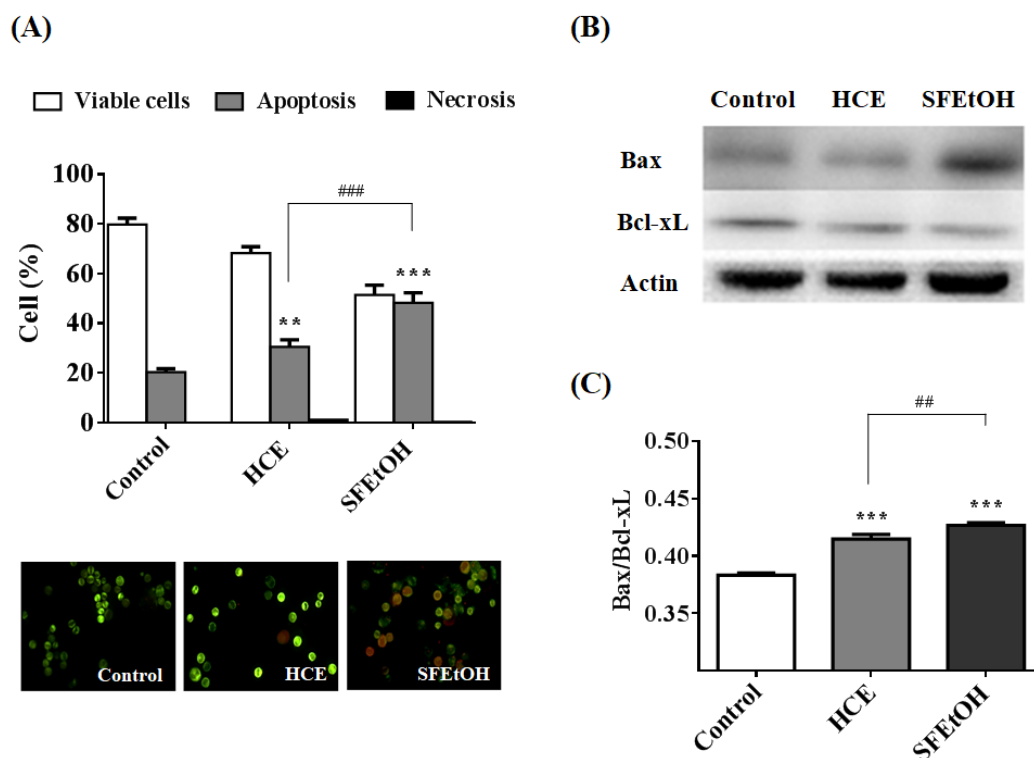 (A)
Viable cells Apoptosis Necrosis
100
80
60
40
20
0
Cell (%)
###
**
***
Control
HCE
SFEtOH
Control
HCE
SFEtOH
(B)
Control HCE SFEtOH
Bax
Bcl-xL
Actin
(C)
##
0.50
0.45
0.40
0.35
Bax/Bcl-xL
***
***
Control
HCE
SFEtOH